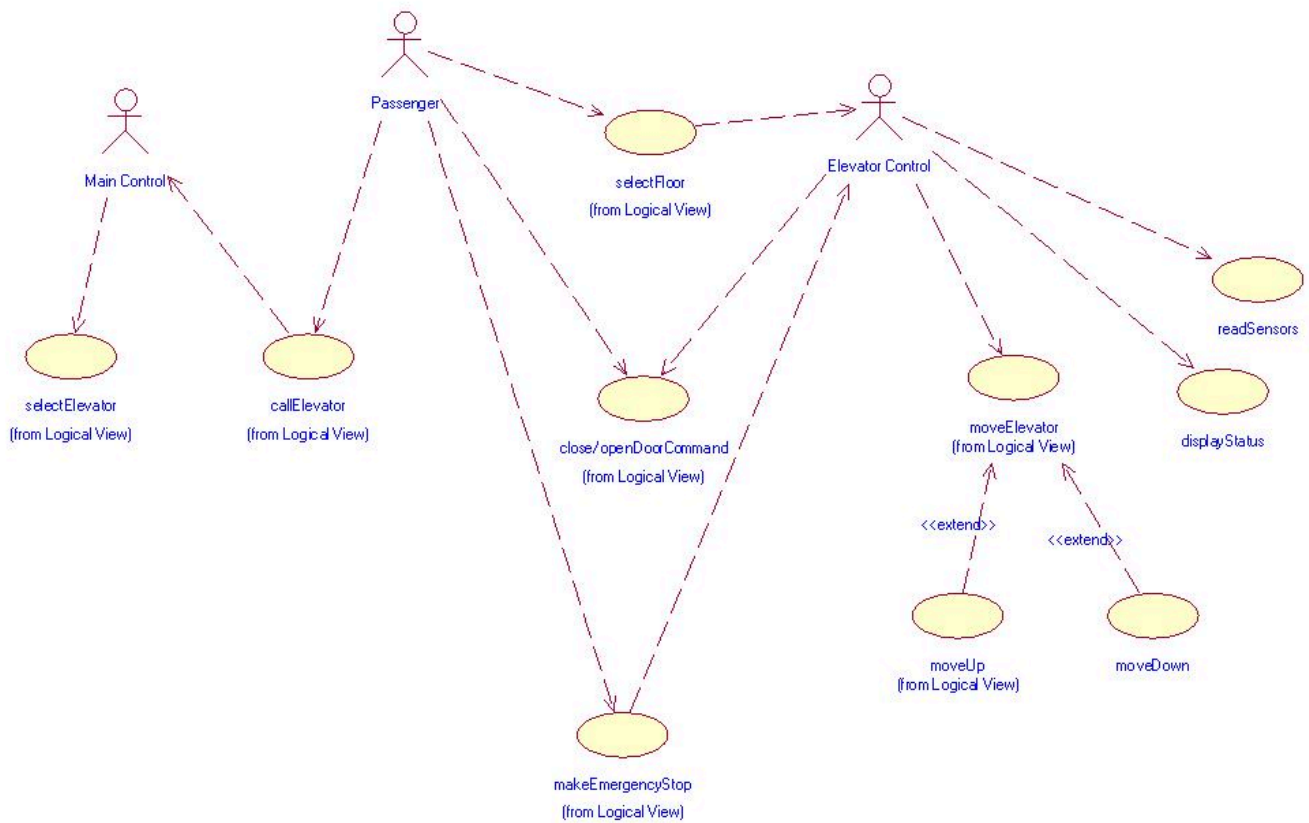 Passenger
Main Control
Elevator Control
selectFloor
(from Logical View)
readSensors
selectElevator
(from Logical View)
callElevator
(from Logical View)
close/openDoorCommand
(from Logical View)
moveElevator
(from Logical View)
displayStatus
<<extend>>
<<extend>>
moveUp
(from Logical View)
moveDown
makeEmergencyStop
(from Logical View)